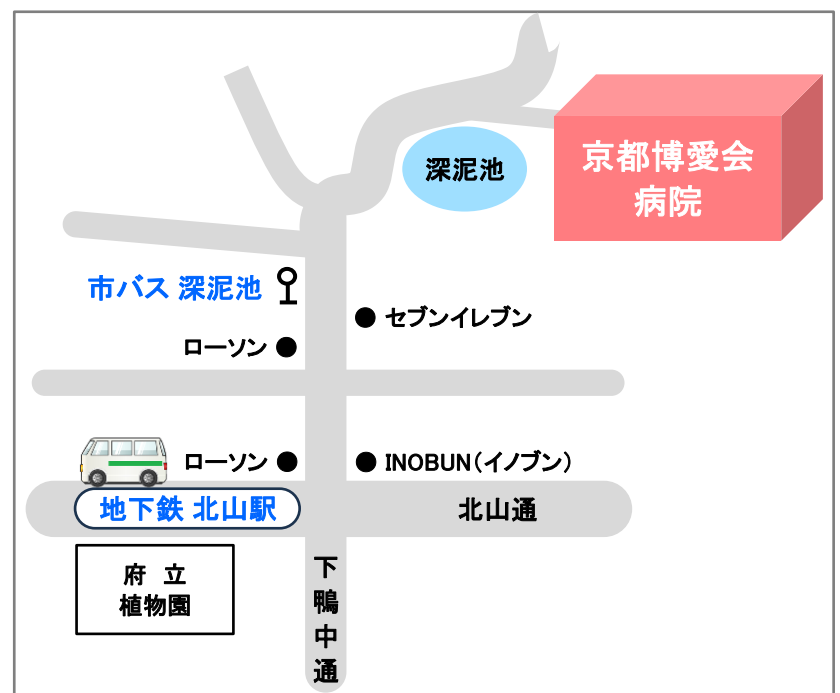 京都博愛会
病院
深泥池
市バス 深泥池
セブンイレブン
ローソン
ローソン
INOBUN（イノブン）
地下鉄 北山駅
北山通
府 立
植物園
下鴨中通